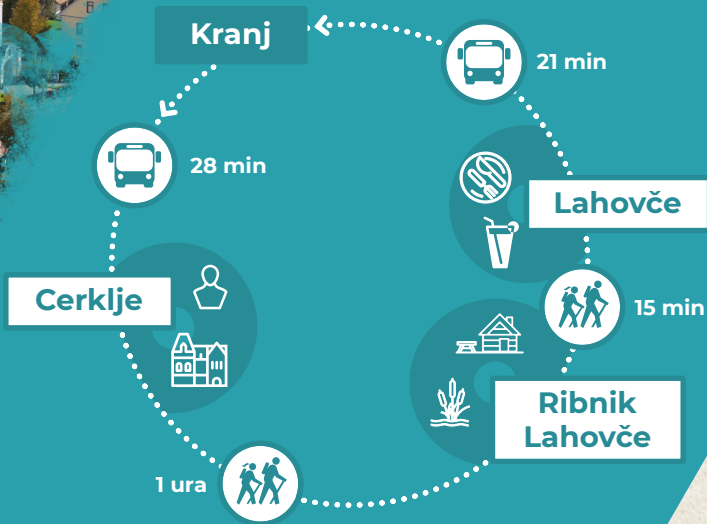 Kranj
21 min
28 min
Lahovče
Cerklje
15 min
Ribnik
Lahovče
1 ura